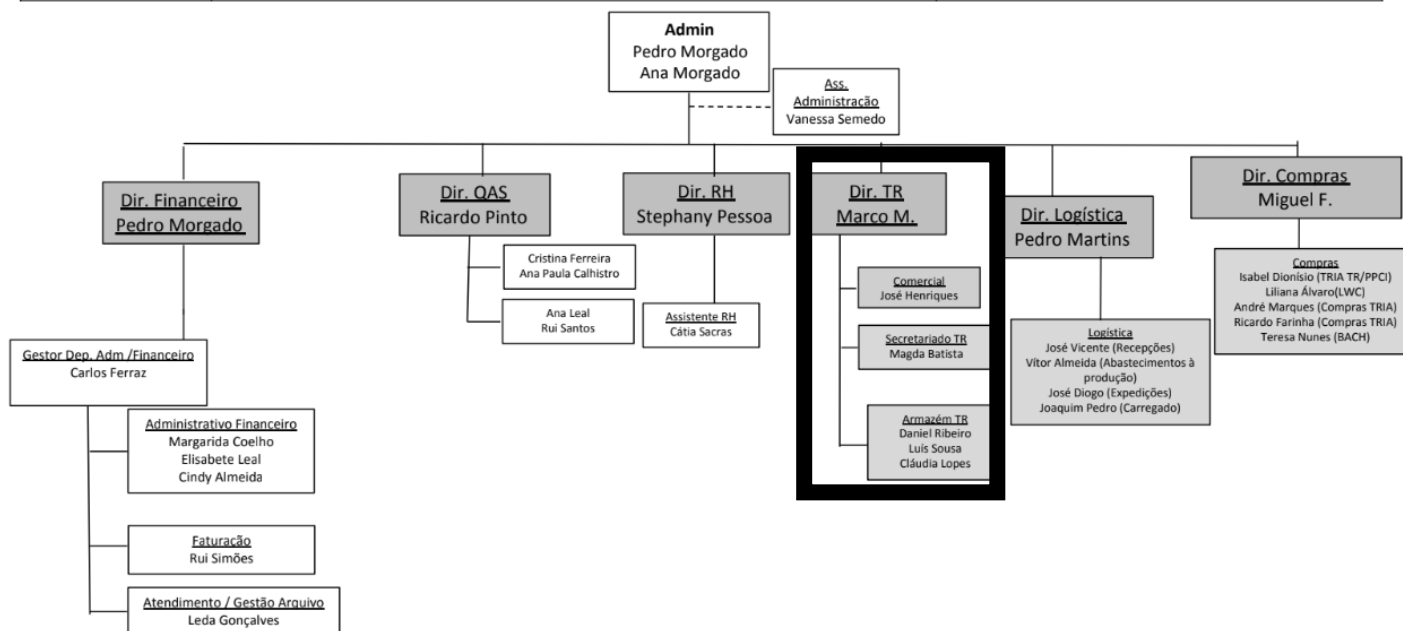 Admin
Pedro Morgado
Ana Morgado
Ass.
Administração
Vanessa Semedo
Dir. Financeiro
Pedro Morgado
Gestor Dep. Adm /Financeiro
Carlos Ferraz
Administrativo Financeiro
Margarida Coelho
Elisabete Leal
Cindy Almeida
Faturação
Rui Simões
Atendimento / Gestão Arquivo
Leda Gonçalves
Dir. QAS
Ricardo Pinto
Cristina Ferreira
Ana Paula Calhistro
Ana Leal
Rui Santos
Dir. RH
Stephany Pessoa
Assistente RH
Cátia Sacras
Dir. TR
Marco M.
Comercial
José Henriques
Secretariado TR
Magda Batista
Armazém TR
Daniel Ribeiro
Luís Sousa
Cláudia Lopes
Dir. Logística
Pedro Martins
Logística
José Vicente (Recepções)
Vítor Almeida (Abastecimentos à
produção)
José Diogo (Expedições)
Joaquim Pedro (Carregado)
Dir. Compras
Miguel F.
Compras
Isabel Dionísio (TRIA TR/PPCI)
Liliana Álvaro(LWC)
André Marques (Compras TRIA)
Ricardo Farinha (Compras TRIA)
Teresa Nunes (BACH)